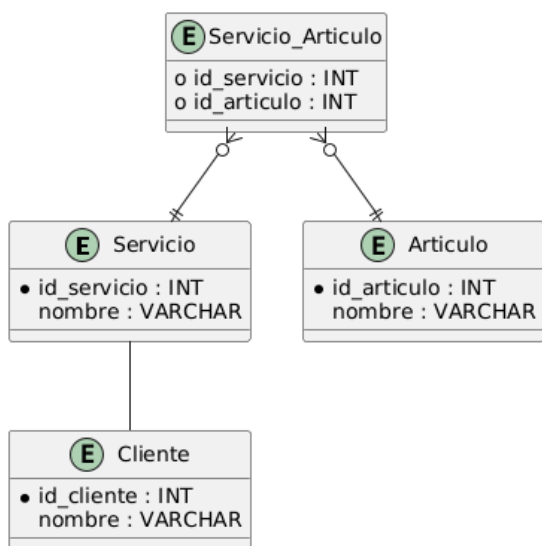 E Servicio_Articulo
o id_servicio : INT
o id_articulo : INT
E Servicio
id_servicio : INT
nombre : VARCHAR
E Articulo
id_articulo : INT
nombre : VARCHAR
E Cliente
id_cliente : INT
nombre : VARCHAR